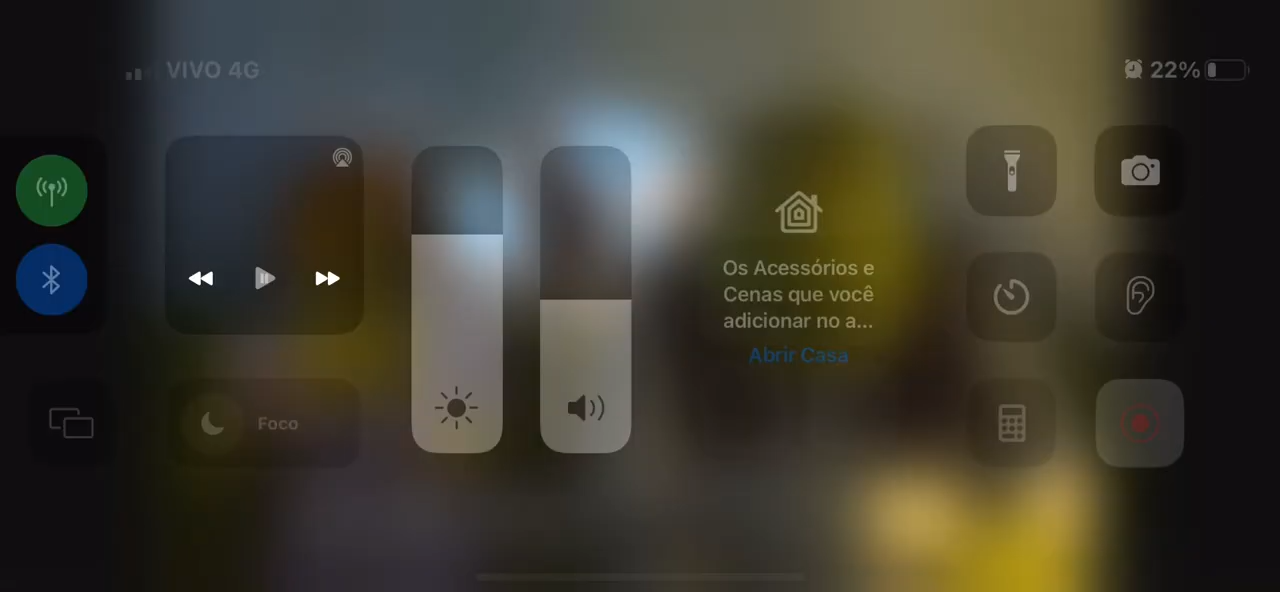 VIVO 4G
22%
Os Acessórios e
Cenas que você
adicionar no a...
Abrir Casa
Foco